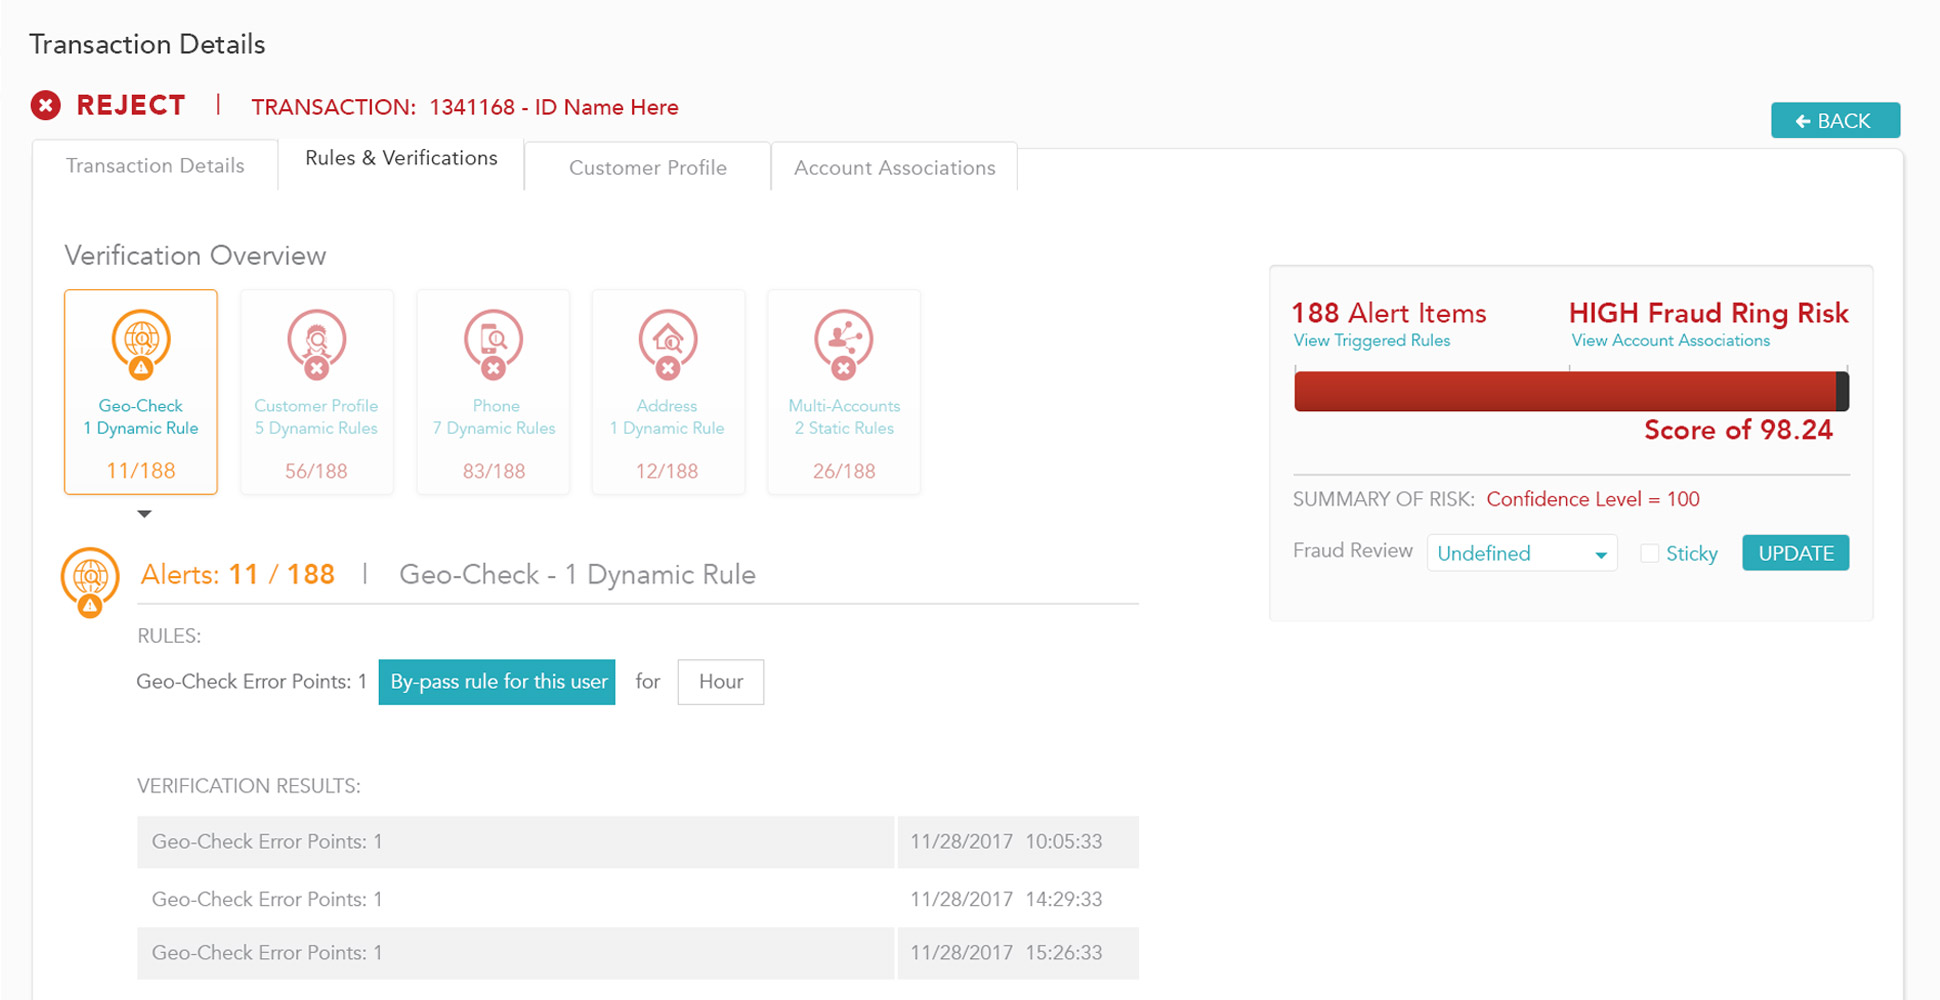 Transaction Details
REJECT | TRANSACTION: 1341168 - ID Name Here
BACK
Transaction Details
Rules & Verifications
Customer Profile
Account Associations
Verification Overview
Geo-Check
1 Dynamic Rule
11/188
Customer Profile
5 Dynamic Rules
56/188
Phone
7 Dynamic Rules
83/188
Address
1 Dynamic Rule
12/188
Multi-Accounts
2 Static Rules
26/188
188 Alert Items
View Triggered Rules
HIGH Fraud Ring Risk
View Account Associations
Score of 98.24
SUMMARY OF RISK: Confidence Level = 100
Fraud Review Undefined Sticky UPDATE
Alerts: 11 / 188 | Geo-Check - 1 Dynamic Rule
RULES:
Geo-Check Error Points: 1 By-pass rule for this user for Hour
VERIFICATION RESULTS:
Geo-Check Error Points: 1 11/28/2017 10:05:33
Geo-Check Error Points: 1 11/28/2017 14:29:33
Geo-Check Error Points: 1 11/28/2017 15:26:33